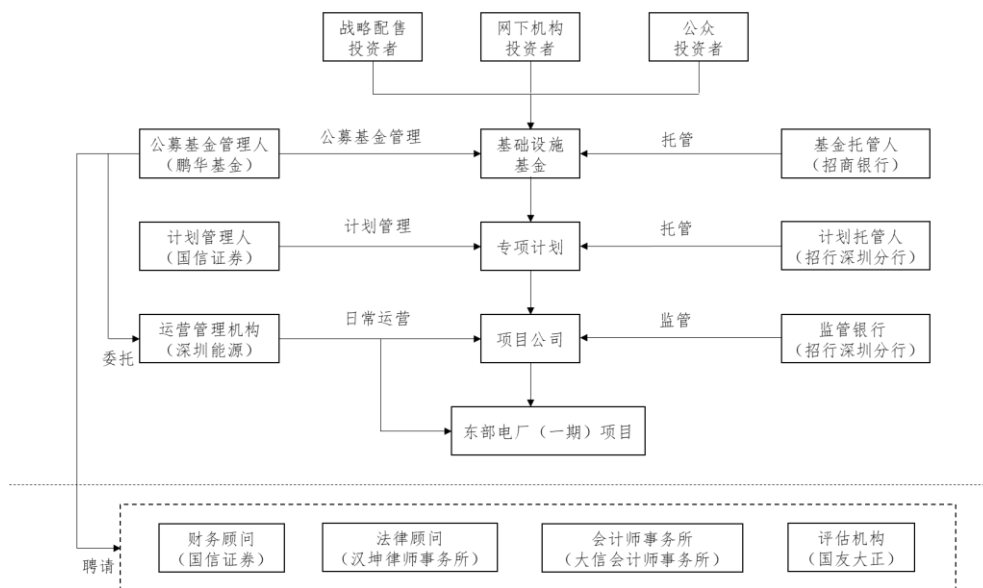 战略配售
投资者
网下机构
投资者
公众
投资者
公募基金管理人
（鹏华基金）
公募基金管理
基础设施
基金
托管
基金托管人
（招商银行）
计划管理人
（国信证券）
计划管理
专项计划
托管
计划托管人
（招行深圳分行）
运营管理机构
（深圳能源）
日常运营
项目公司
监管
监管银行
（招行深圳分行）
委托
东部电厂（一期）项目
聘请
财务顾问
（国信证券）
法律顾问
（汉坤律师事务所）
会计师事务所
（大信会计师事务所）
评估机构
（国友大正）